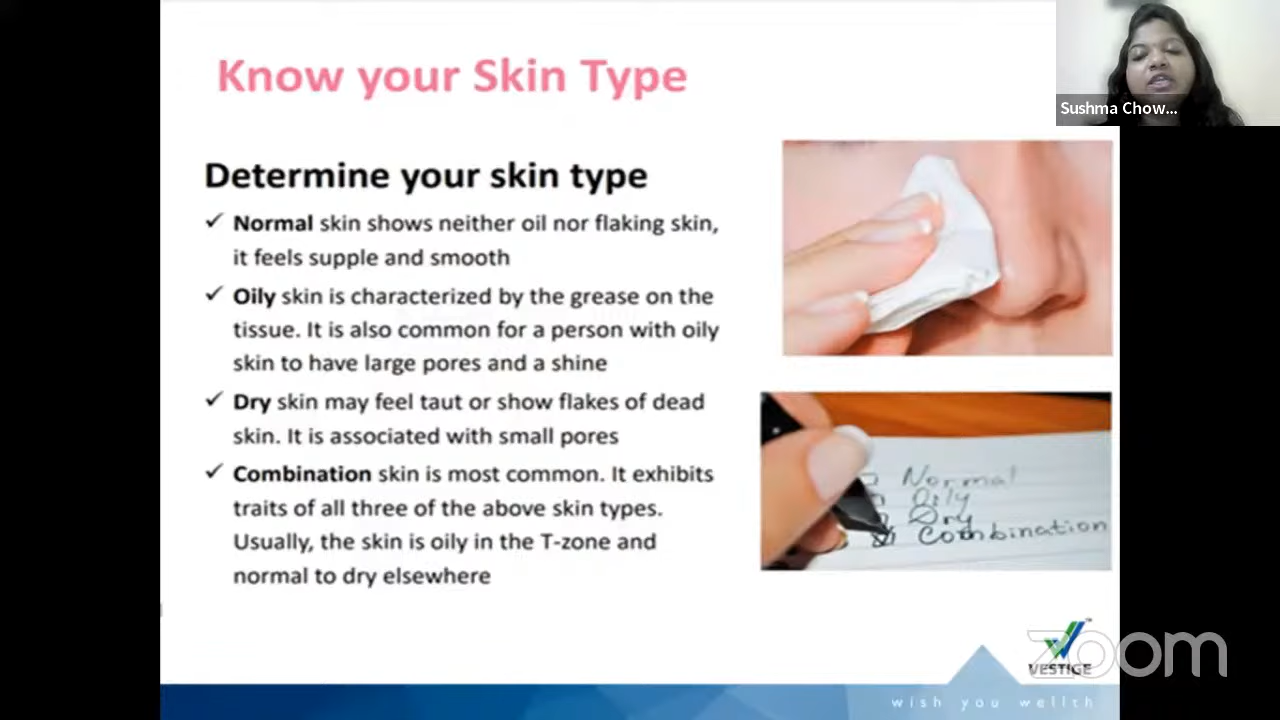 Know your Skin Type
Sushma Chow...
Determine your skin type
✓ Normal skin shows neither oil nor flaking skin,
it feels supple and smooth
✓ Oily skin is characterized by the grease on the
tissue. It is also common for a person with oily
skin to have large pores and a shine
✓ Dry skin may feel taut or show flakes of dead
skin. It is associated with small pores
✓ Combination skin is most common. It exhibits
traits of all three of the above skin types.
Usually, the skin is oily in the T-zone and
normal to dry elsewhere
Normal
Oily
Dry
Combination
zoom
VESTIGE
wish you wellth